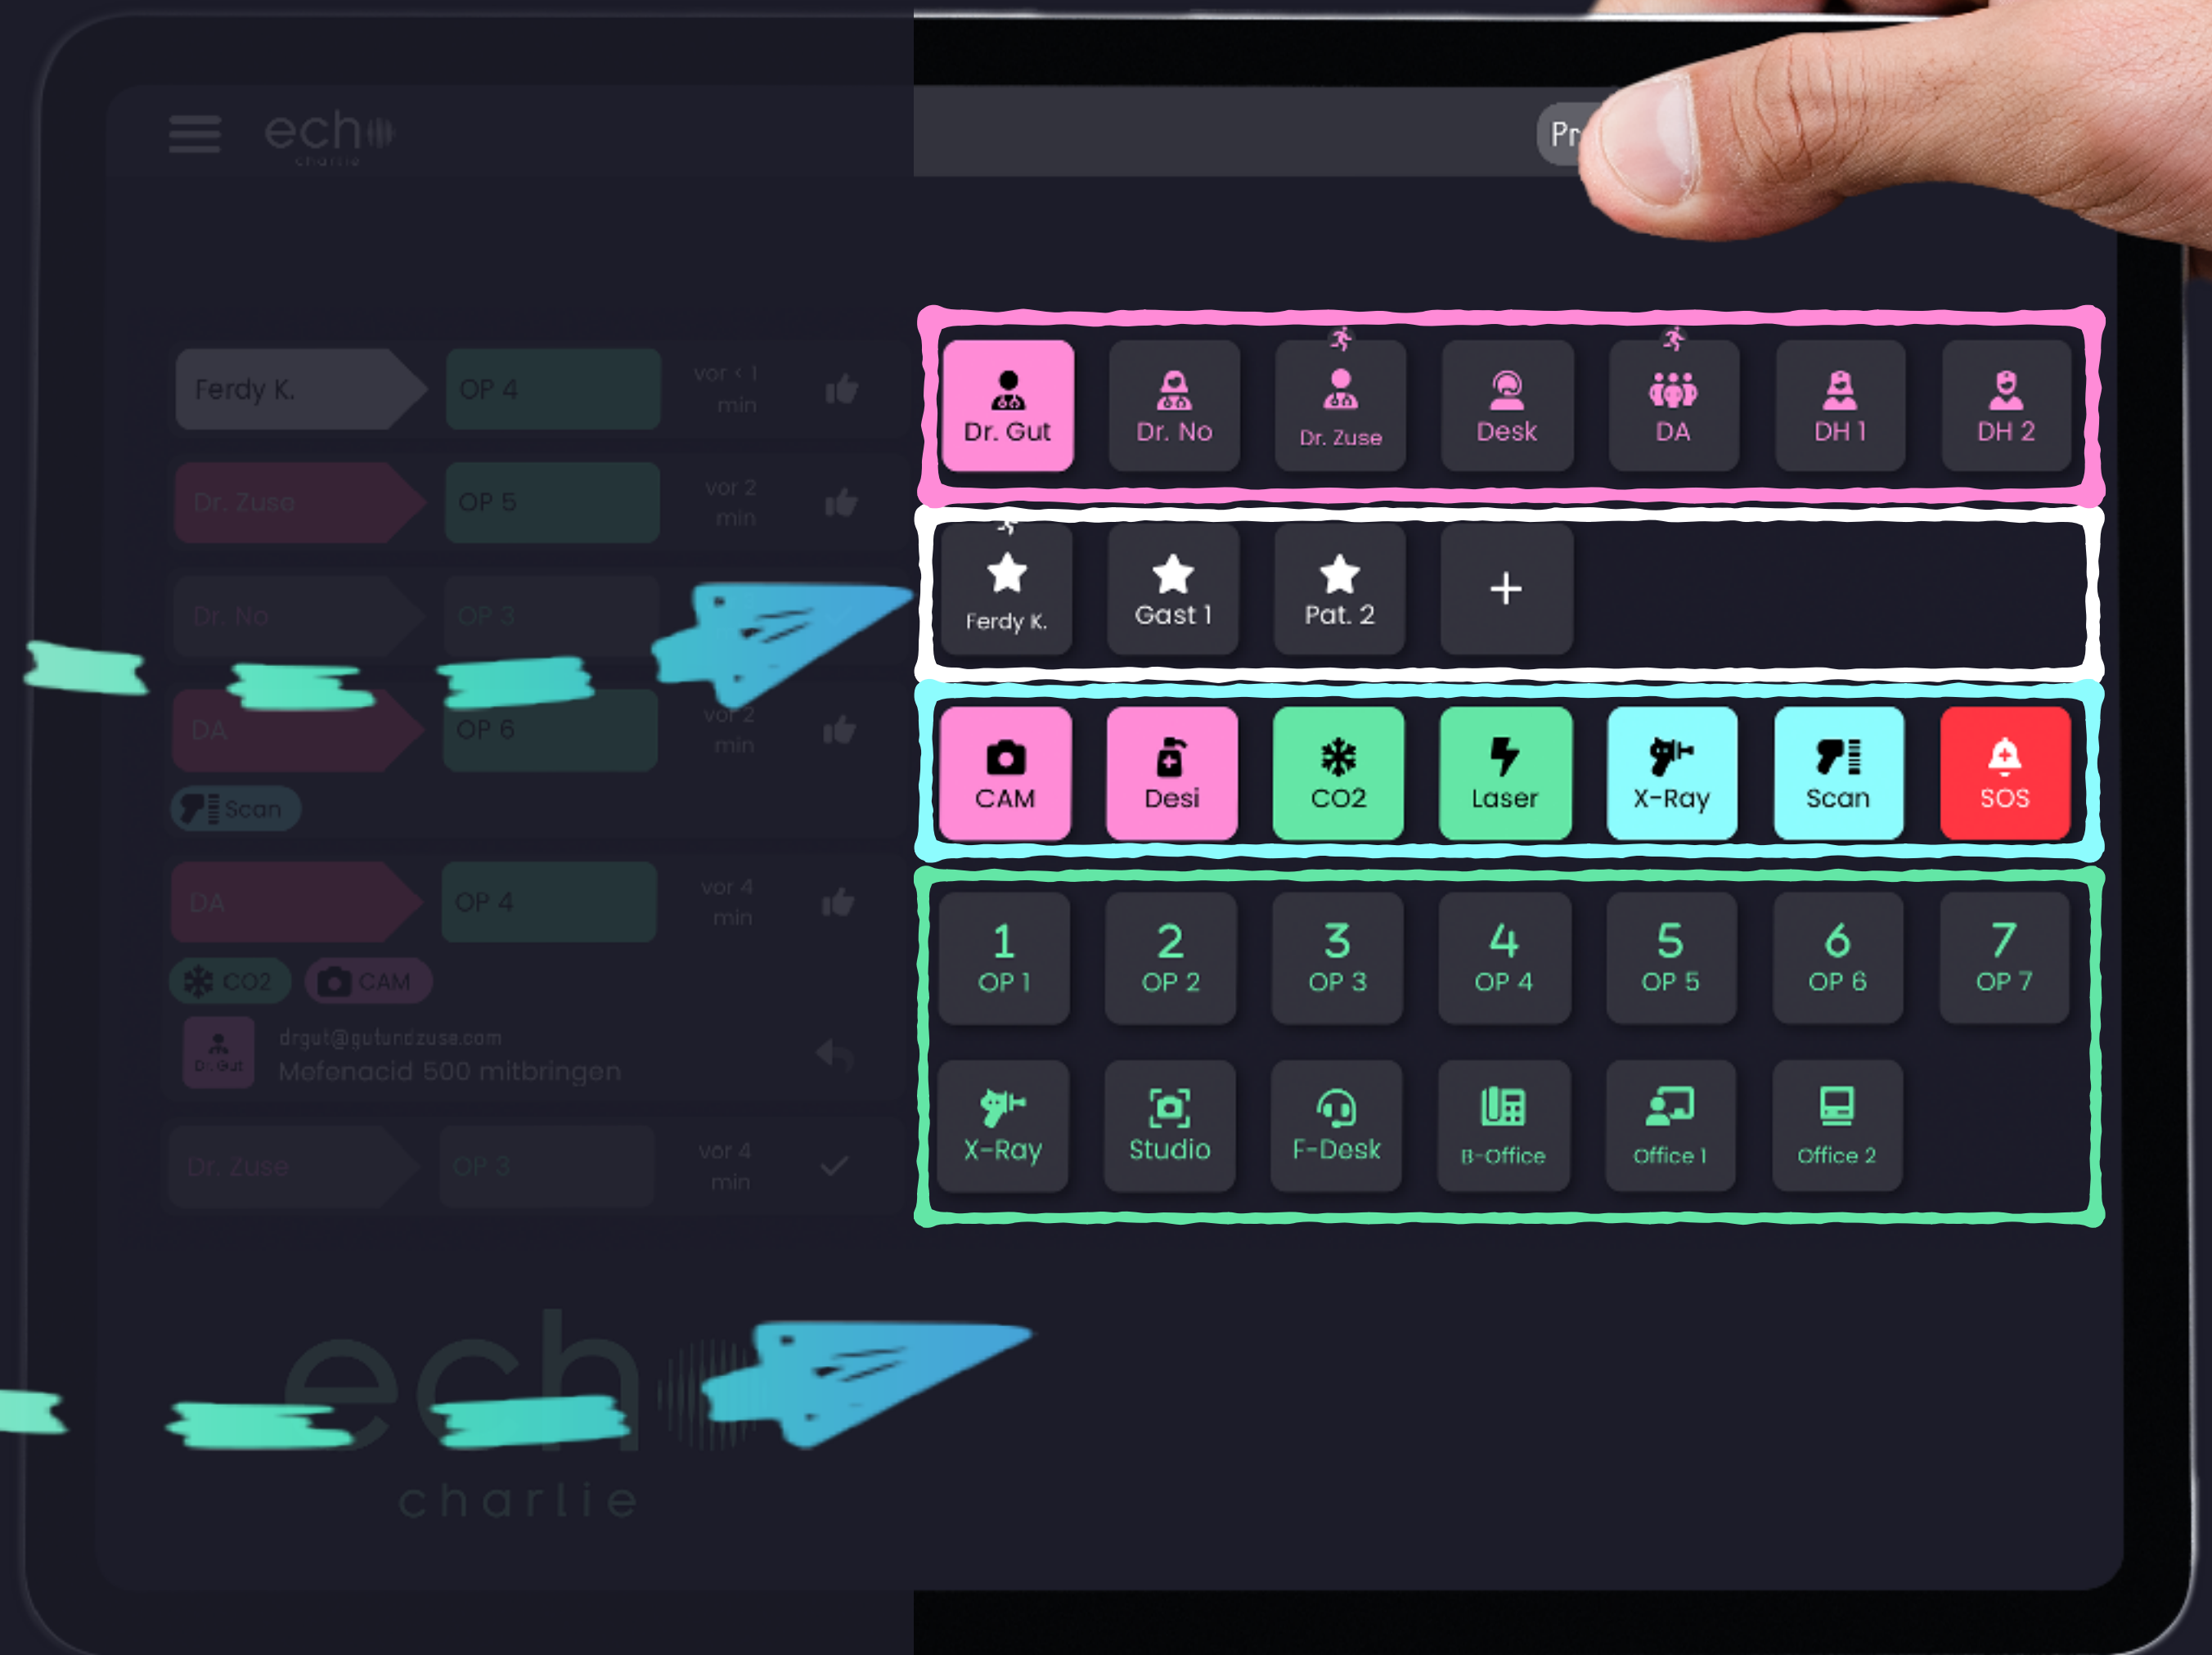 echo
charlie
Pr
Ferdy K.
OP 4
vor < 1
min
Dr. Zuse
OP 5
vor 2
min
Dr. No
OP 3
DA
OP 6
vor 2
min
Scan
DA
OP 4
vor 4
min
CO2
CAM
Dr. Gut
drgut@gutundzuse.com
Mefenacid 500 mitbringen
Dr. Zuse
OP 3
vor 4
min
Dr. Gut
Dr. No
Dr. Zuse
Desk
DA
DH 1
DH 2
Ferdy K.
Gast 1
Pat. 2
+
CAM
Desi
CO2
Laser
X-Ray
Scan
SOS
1
OP 1
2
OP 2
3
OP 3
4
OP 4
5
OP 5
6
OP 6
7
OP 7
X-Ray
Studio
F-Desk
B-Office
Office 1
Office 2
echo
charlie